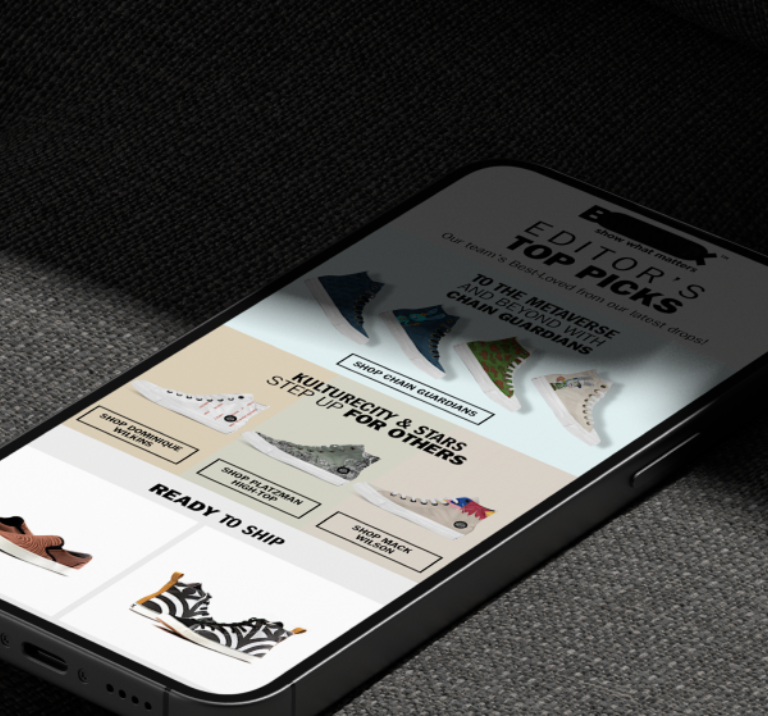 show what matters
EDITOR'S
TOP PICKS
Our team's Best-Loved from our latest drops!
TO THE METAVERSE
AND BEYOND WITH
CHAIN GUARDIANS
SHOP CHAIN GUARDIANS
KULTURECITY & STARS
STEP UP FOR OTHERS
SHOP DOMINIQUE
WILKINS
SHOP PLATZMAN
HIGH-TOP
SHOP MACK
WILSON
READY TO SHIP